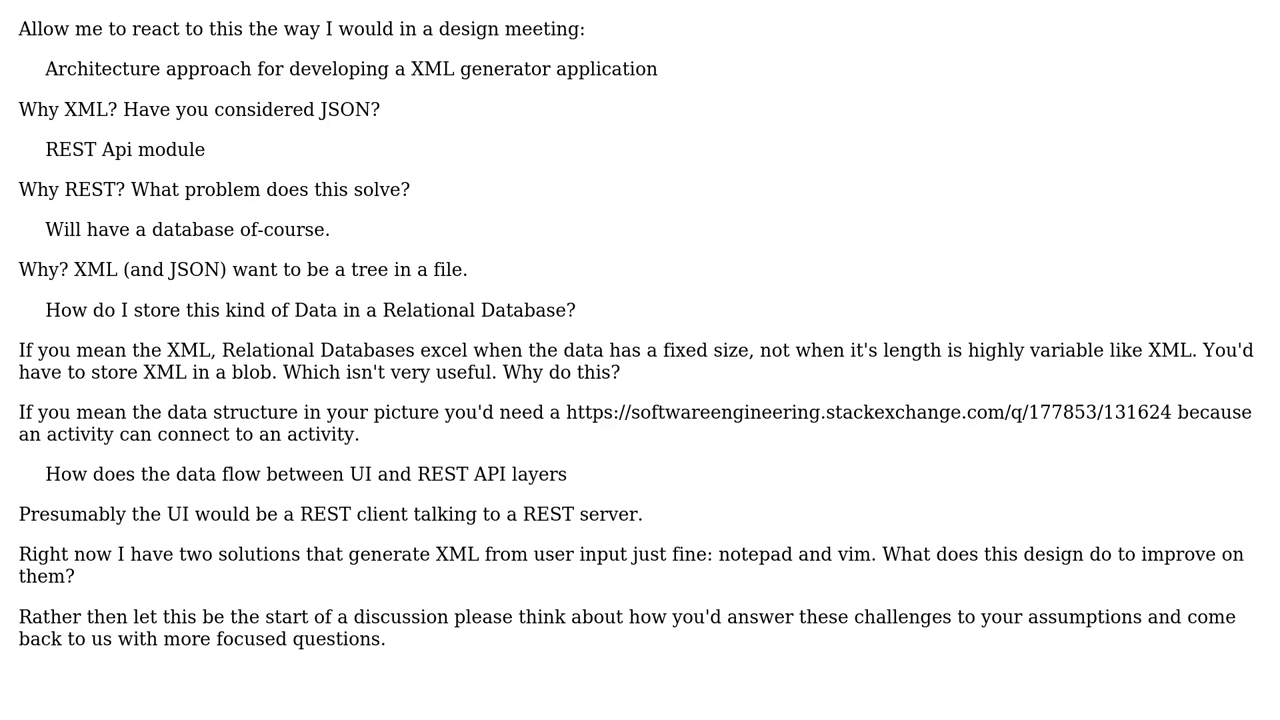 Allow me to react to this the way I would in a design meeting:
Architecture approach for developing a XML generator application
Why XML? Have you considered JSON?
REST Api module
Why REST? What problem does this solve?
Will have a database of-course.
Why? XML (and JSON) want to be a tree in a file.
How do I store this kind of Data in a Relational Database?
If you mean the XML, Relational Databases excel when the data has a fixed size, not when it's length is highly variable like XML. You'd
have to store XML in a blob. Which isn't very useful. Why do this?
If you mean the data structure in your picture you'd need a https://softwareengineering.stackexchange.com/q/177853/131624 because
an activity can connect to an activity.
How does the data flow between UI and REST API layers
Presumably the UI would be a REST client talking to a REST server.
Right now I have two solutions that generate XML from user input just fine: notepad and vim. What does this design do to improve on
them?
Rather then let this be the start of a discussion please think about how you'd answer these challenges to your assumptions and come
back to us with more focused questions.